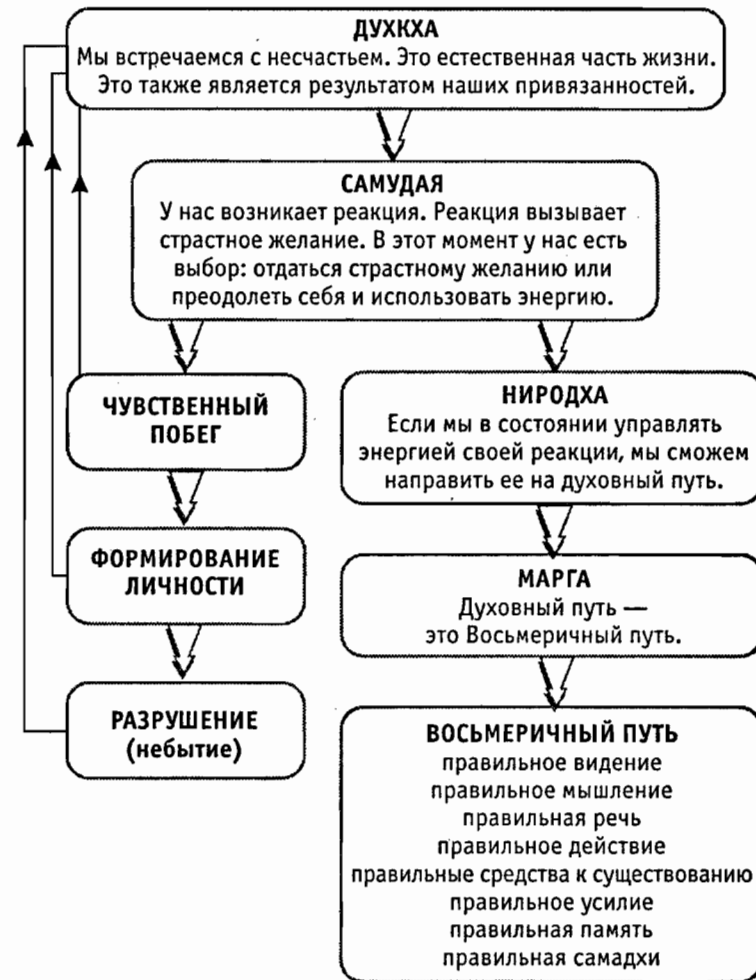 ДУХКХА
Мы встречаемся с несчастьем. Это естественная часть жизни.
Это также является результатом наших привязанностей.
САМУДАЯ
У нас возникает реакция. Реакция вызывает
страстное желание. В этот момент у нас есть
выбор: отдаться страстному желанию или
преодолеть себя и использовать энергию.
ЧУВСТВЕННЫЙ
ПОБЕГ
ФОРМИРОВАНИЕ
ЛИЧНОСТИ
РАЗРУШЕНИЕ
(небытие)
НИРОДХА
Если мы в состоянии управлять
энергией своей реакции, мы сможем
направить ее на духовный путь.
МАРГА
Духовный путь —
это Восьмеричный путь.
ВОСЬМЕРИЧНЫЙ ПУТЬ
правильное видение
правильное мышление
правильная речь
правильное действие
правильные средства к существованию
правильное усилие
правильная память
правильная самадхи